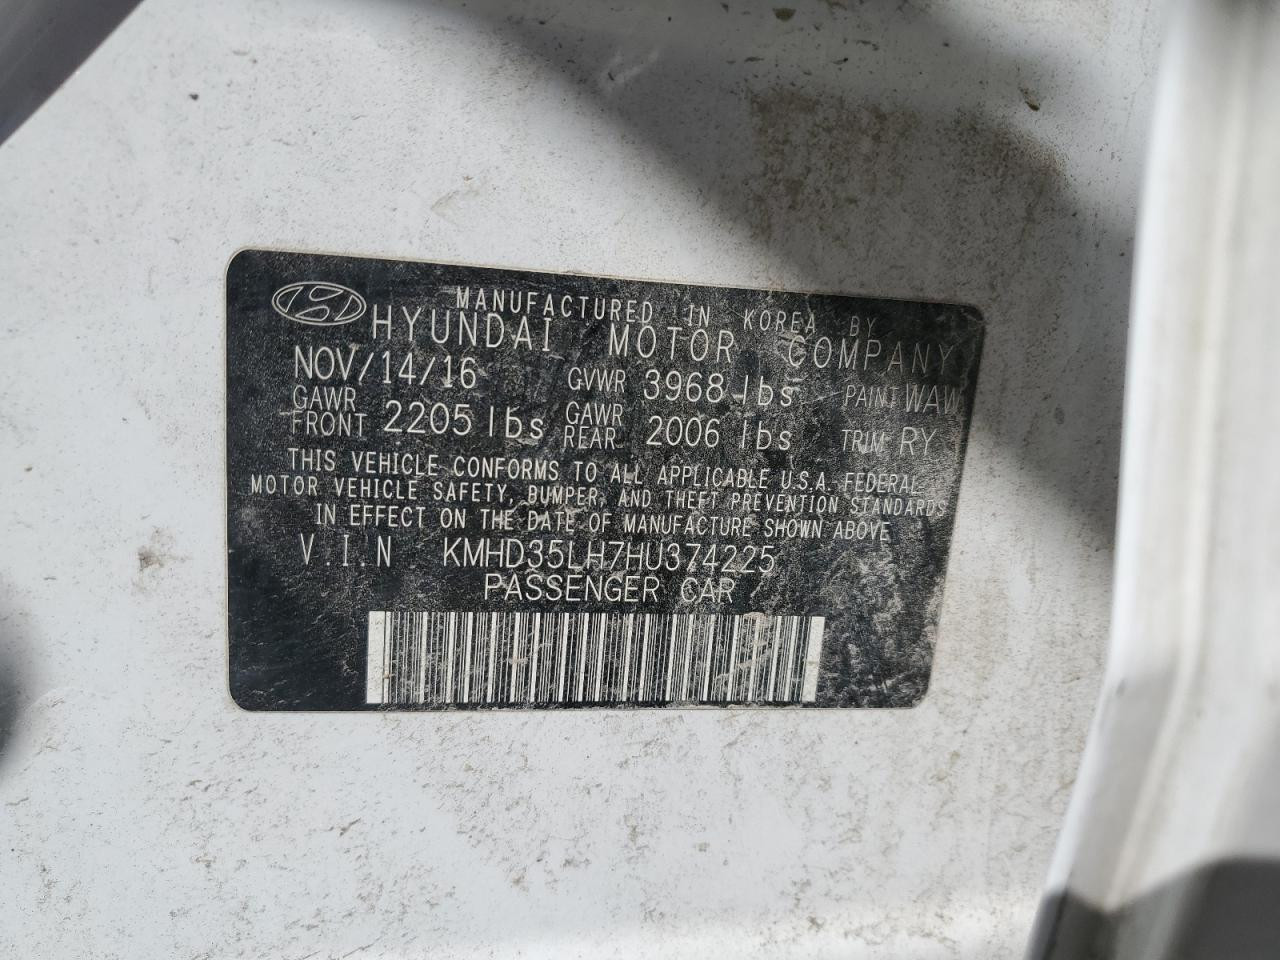 MANUFACTURED IN KOREA BY
HYUNDAI MOTOR COMPANY
NOV/14/16 GVWR 3968 lbs PAINT WAW
GAWR FRONT 2205 lbs GAWR REAR 2006 lbs TRIM RY
THIS VEHICLE CONFORMS TO ALL APPLICABLE U.S.A. FEDERAL
MOTOR VEHICLE SAFETY, BUMPER, AND THEFT PREVENTION STANDARDS
IN EFFECT ON THE DATE OF MANUFACTURE SHOWN ABOVE
V.I.N KMHD35LH7HU374225
PASSENGER CAR